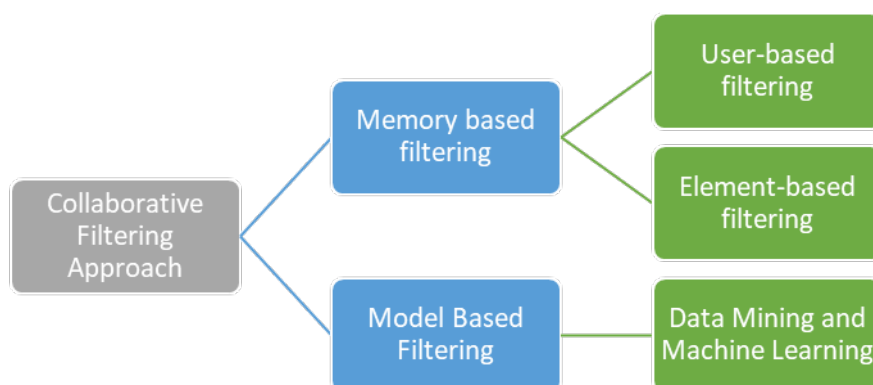 Collaborative
Filtering
Approach
Memory based
filtering
Model Based
Filtering
User-based
filtering
Element-based
filtering
Data Mining and
Machine Learning